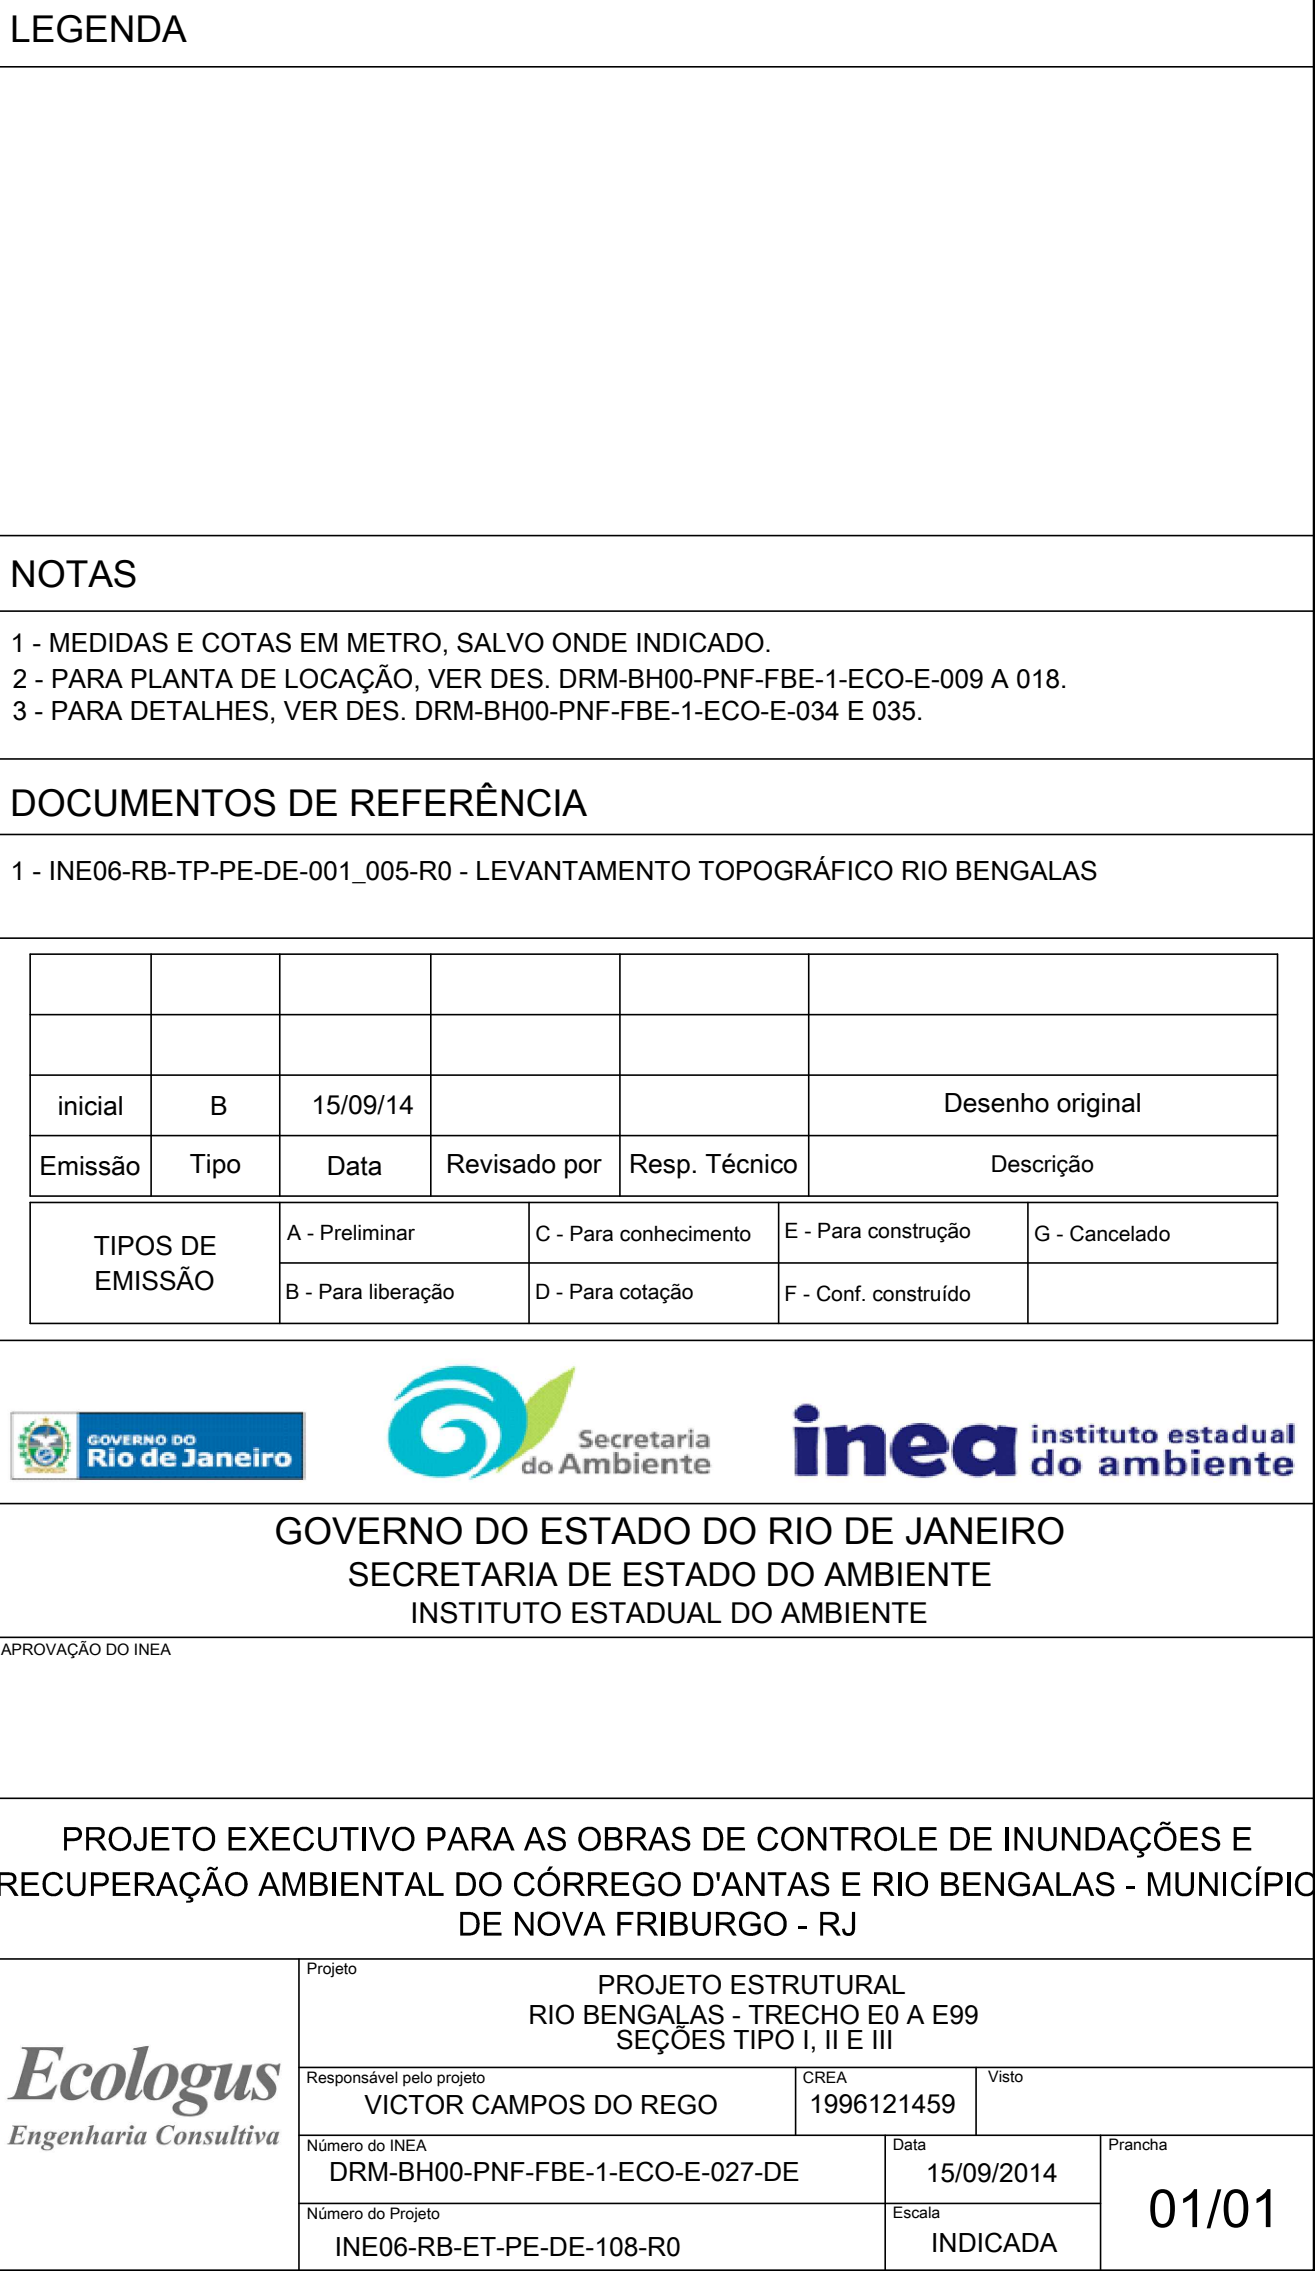 LEGENDA
NOTAS
1 - MEDIDAS E COTAS EM METRO, SALVO ONDE INDICADO.
2 - PARA PLANTA DE LOCAÇÃO, VER DES. DRM-BH00-PNF-FBE-1-ECO-E-009 A 018.
3 - PARA DETALHES, VER DES. DRM-BH00-PNF-FBE-1-ECO-E-034 E 035.
DOCUMENTOS DE REFERÊNCIA
1 - INE06-RB-TP-PE-DE-001_005-R0 - LEVANTAMENTO TOPOGRÁFICO RIO BENGALAS
inicial B 15/09/14 Desenho original
Emissão Tipo Data Revisado por Resp. Técnico Descrição
TIPOS DE
EMISSÃO
A - Preliminar C - Para conhecimento E - Para construção G - Cancelado
B - Para liberação D - Para cotação F - Conf. construído
GOVERNO DO
Rio de Janeiro
Secretaria
do Ambiente
inea instituto estadual
do ambiente
GOVERNO DO ESTADO DO RIO DE JANEIRO
SECRETARIA DE ESTADO DO AMBIENTE
INSTITUTO ESTADUAL DO AMBIENTE
APROVAÇÃO DO INEA
PROJETO EXECUTIVO PARA AS OBRAS DE CONTROLE DE INUNDAÇÕES E
RECUPERAÇÃO AMBIENTAL DO CÓRREGO D'ANTAS E RIO BENGALAS - MUNICÍPIO
DE NOVA FRIBURGO - RJ
Ecologus
Engenharia Consultiva
Projeto
PROJETO ESTRUTURAL
RIO BENGALAS - TRECHO E0 A E99
SEÇÕES TIPO I, II E III
Responsável pelo projeto
VICTOR CAMPOS DO REGO
CREA
1996121459
Visto
Número do INEA
DRM-BH00-PNF-FBE-1-ECO-E-027-DE
Data
15/09/2014
Prancha
01/01
Número do Projeto
INE06-RB-ET-PE-DE-108-R0
Escala
INDICADA